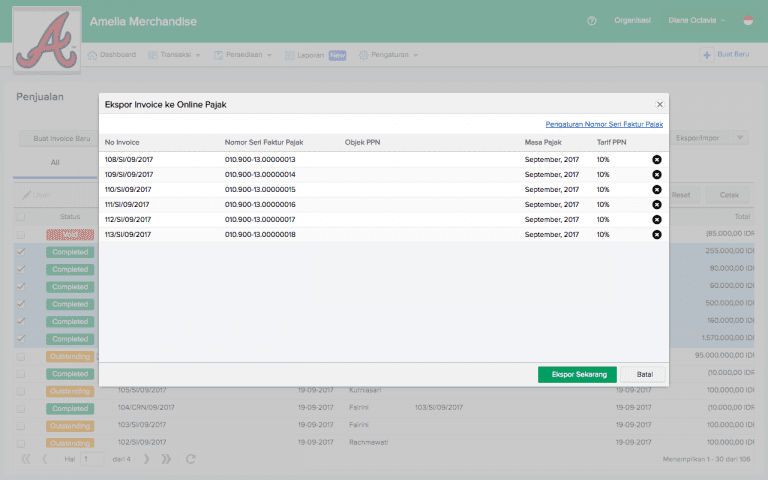 Amelia Merchandise
Organisasi
Diana Octavia
Dashboard
Transaksi
Persediaan
Laporan New
Pengaturan
Buat Baru
Penjualan
Ekspor Invoice ke Online Pajak
Pengaturan Nomor Seri Faktur Pajak
Buat Invoice Baru
Ekspor/Impor
All
No Invoice Nomor Seri Faktur Pajak Objek PPN Masa Pajak Tarif PPN
108/SI/09/2017 010.900-13.00000013 September, 2017 10%
109/SI/09/2017 010.900-13.00000014 September, 2017 10%
110/SI/09/2017 010.900-13.00000015 September, 2017 10%
111/SI/09/2017 010.900-13.00000016 September, 2017 10%
112/SI/09/2017 010.900-13.00000017 September, 2017 10%
113/SI/09/2017 010.900-13.00000018 September, 2017 10%
Reset Cetak
Status Total
Void (85.000,00 IDR
Completed 253.000,00 IDR
Completed 80.000,00 IDR
Completed 60.000,00 IDR
Completed 500.000,00 IDR
Completed 160.000,00 IDR
Completed 1.570.000,00 IDR
Outstanding 95.000.000,00 IDR
Completed (10.000,00 IDR
Ekspor Sekarang Batal
Outstanding 105/SI/09/2017 19-09-2017 Kurniasari 19-09-2017 100.000,00 IDR
Completed 104/CRN/09/2017 19-09-2017 Fairini 103/SI/09/2017 19-09-2017 (10.000,00 IDR
Outstanding 103/SI/09/2017 19-09-2017 Fairini 19-09-2017 100.000,00 IDR
Outstanding 102/SI/09/2017 19-09-2017 Rachmawati 19-09-2017 100.000,00 IDR
Hal 1 dari 4
Menampilkan 1 - 30 dari 106